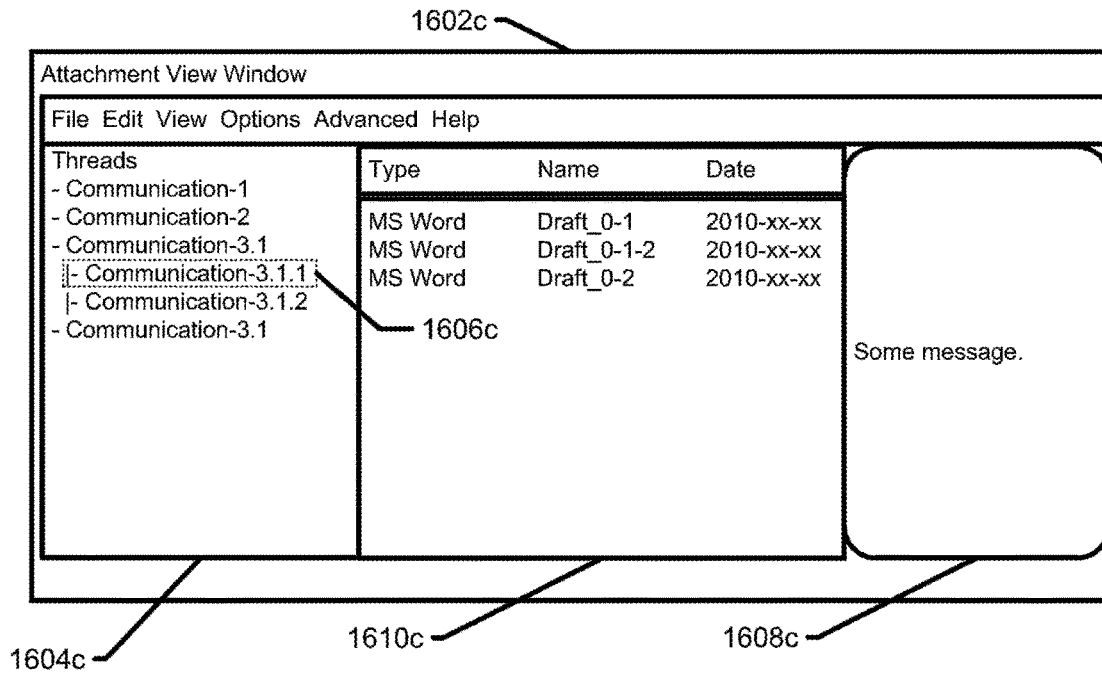 1602c
Attachment View Window
File Edit View Options Advanced Help
Threads
- Communication-1
- Communication-2
- Communication-3.1
|- Communication-3.1.1
|- Communication-3.1.2
- Communication-3.1
Type Name Date
MS Word Draft_0-1 2010-xx-xx
MS Word Draft_0-1-2 2010-xx-xx
MS Word Draft_0-2 2010-xx-xx
1606c
Some message.
1604c
1610c
1608c